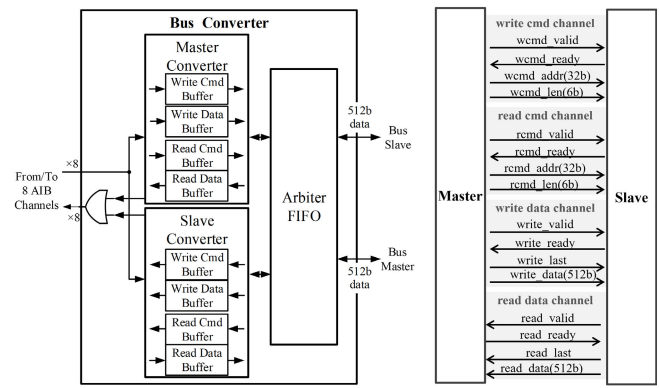 Bus Converter
Master
Converter
Write Cmd
Buffer
Write Data
Buffer
Read Cmd
Buffer
Read Data
Buffer
Slave
Converter
Write Cmd
Buffer
Write Data
Buffer
Read Cmd
Buffer
Read Data
Buffer
×8
From/To
8 AIB
Channels
×8
Arbiter
FIFO
512b
data
Bus
Slave
Bus
Master
512b
data
Master
write cmd channel
wcmd_valid
wcmd_ready
wcmd_addr(32b)
wcmd_len(6b)
read cmd channel
rcmd_valid
rcmd_ready
rcmd_addr(32b)
rcmd_len(6b)
write data channel
write_valid
write_ready
write_last
write_data(512b)
read data channel
read_valid
read_ready
read_last
read_data(512b)
Slave